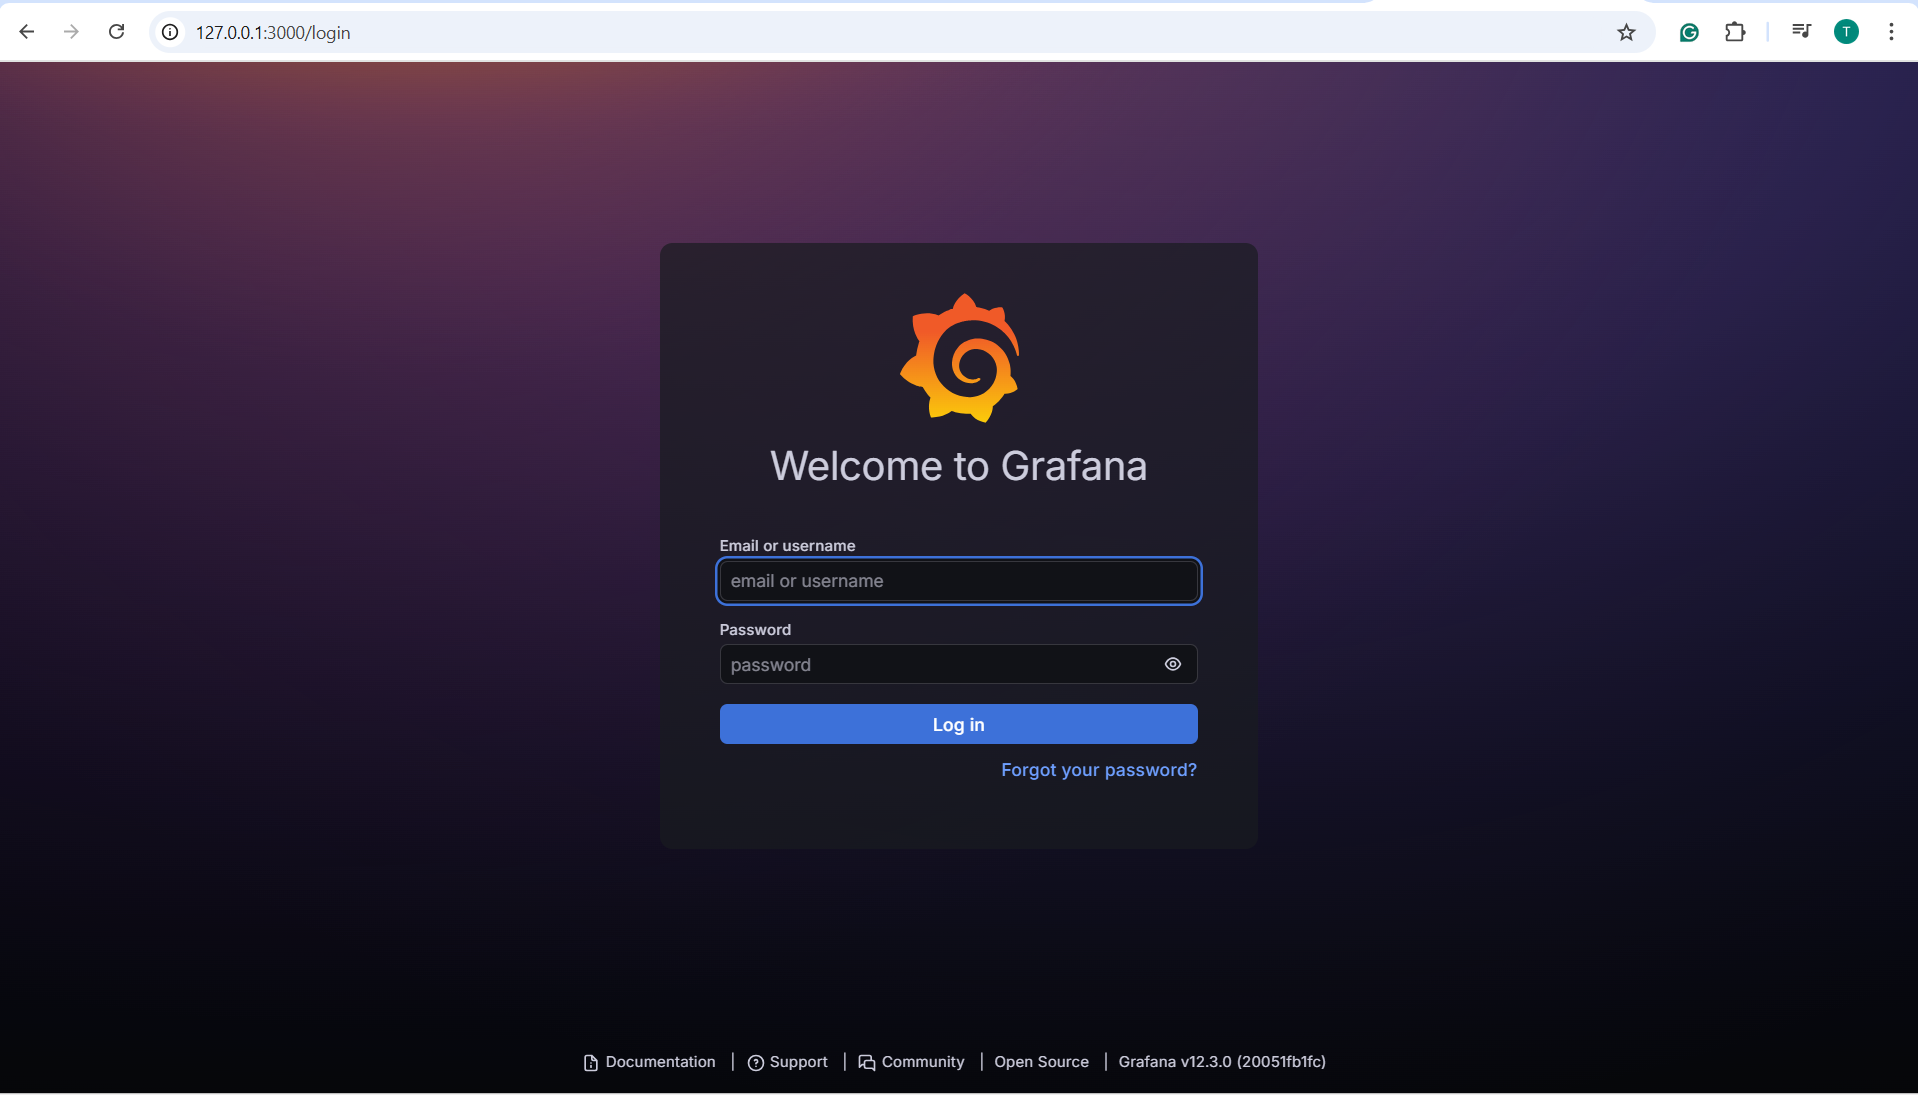 127.0.0.1:3000/login
T
Welcome to Grafana
Email or username
email or username
Password
password
Log in
Forgot your password?
Documentation | Support | Community | Open Source | Grafana v12.3.0 (20051fb1fc)